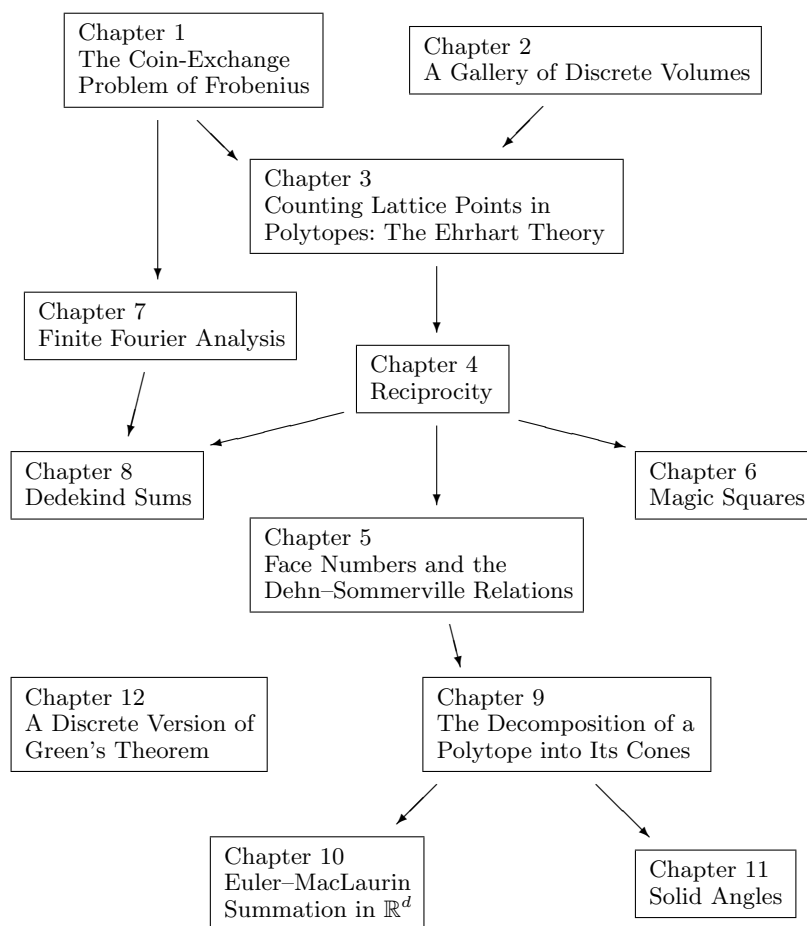 Chapter 1
The Coin-Exchange
Problem of Frobenius
Chapter 2
A Gallery of Discrete Volumes
Chapter 3
Counting Lattice Points in
Polytopes: The Ehrhart Theory
Chapter 7
Finite Fourier Analysis
Chapter 4
Reciprocity
Chapter 8
Dedekind Sums
Chapter 6
Magic Squares
Chapter 5
Face Numbers and the
Dehn–Sommerville Relations
Chapter 12
A Discrete Version of
Green's Theorem
Chapter 9
The Decomposition of a
Polytope into Its Cones
Chapter 10
Euler–MacLaurin
Summation in ℝᵈ
Chapter 11
Solid Angles